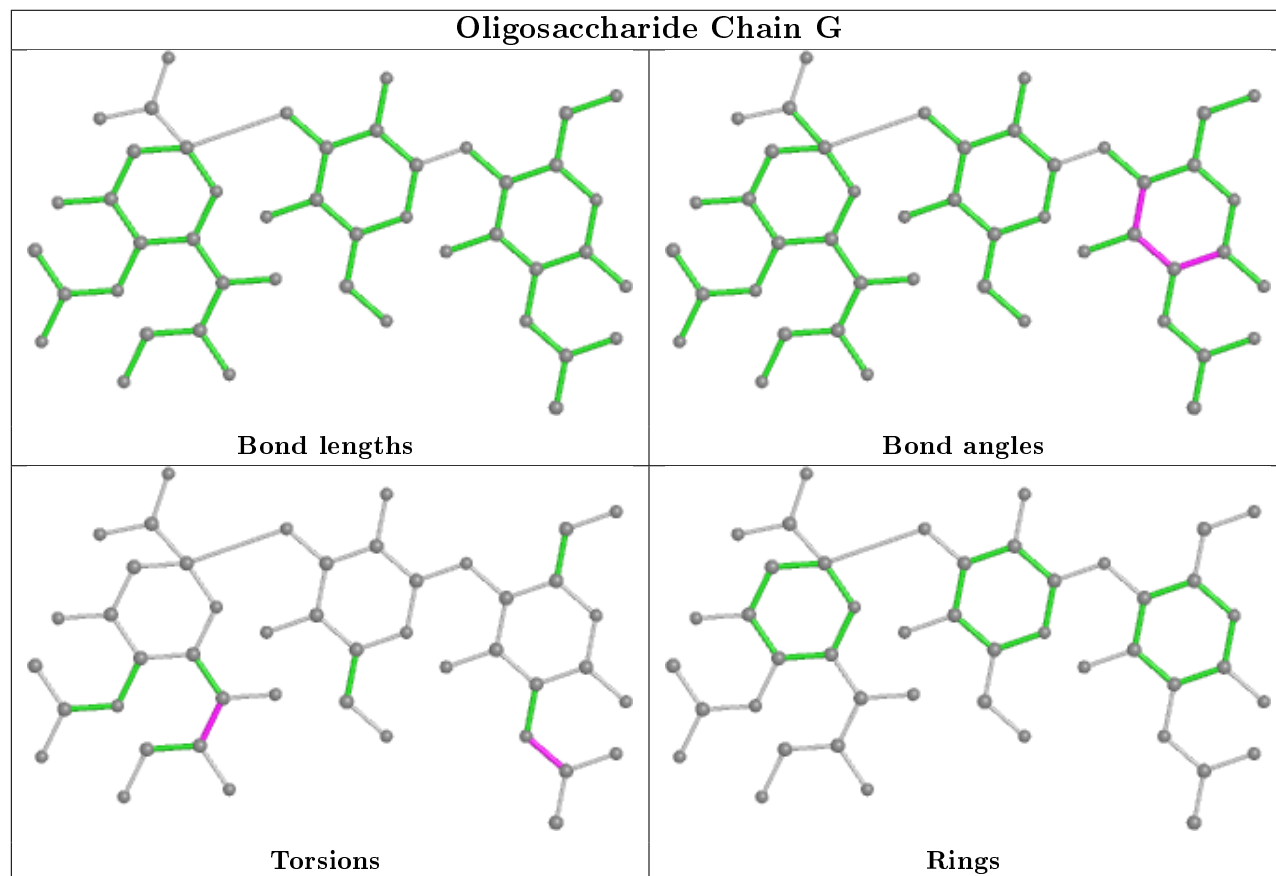 Oligosaccharide Chain G
Bond lengths
Bond angles
Torsions
Rings